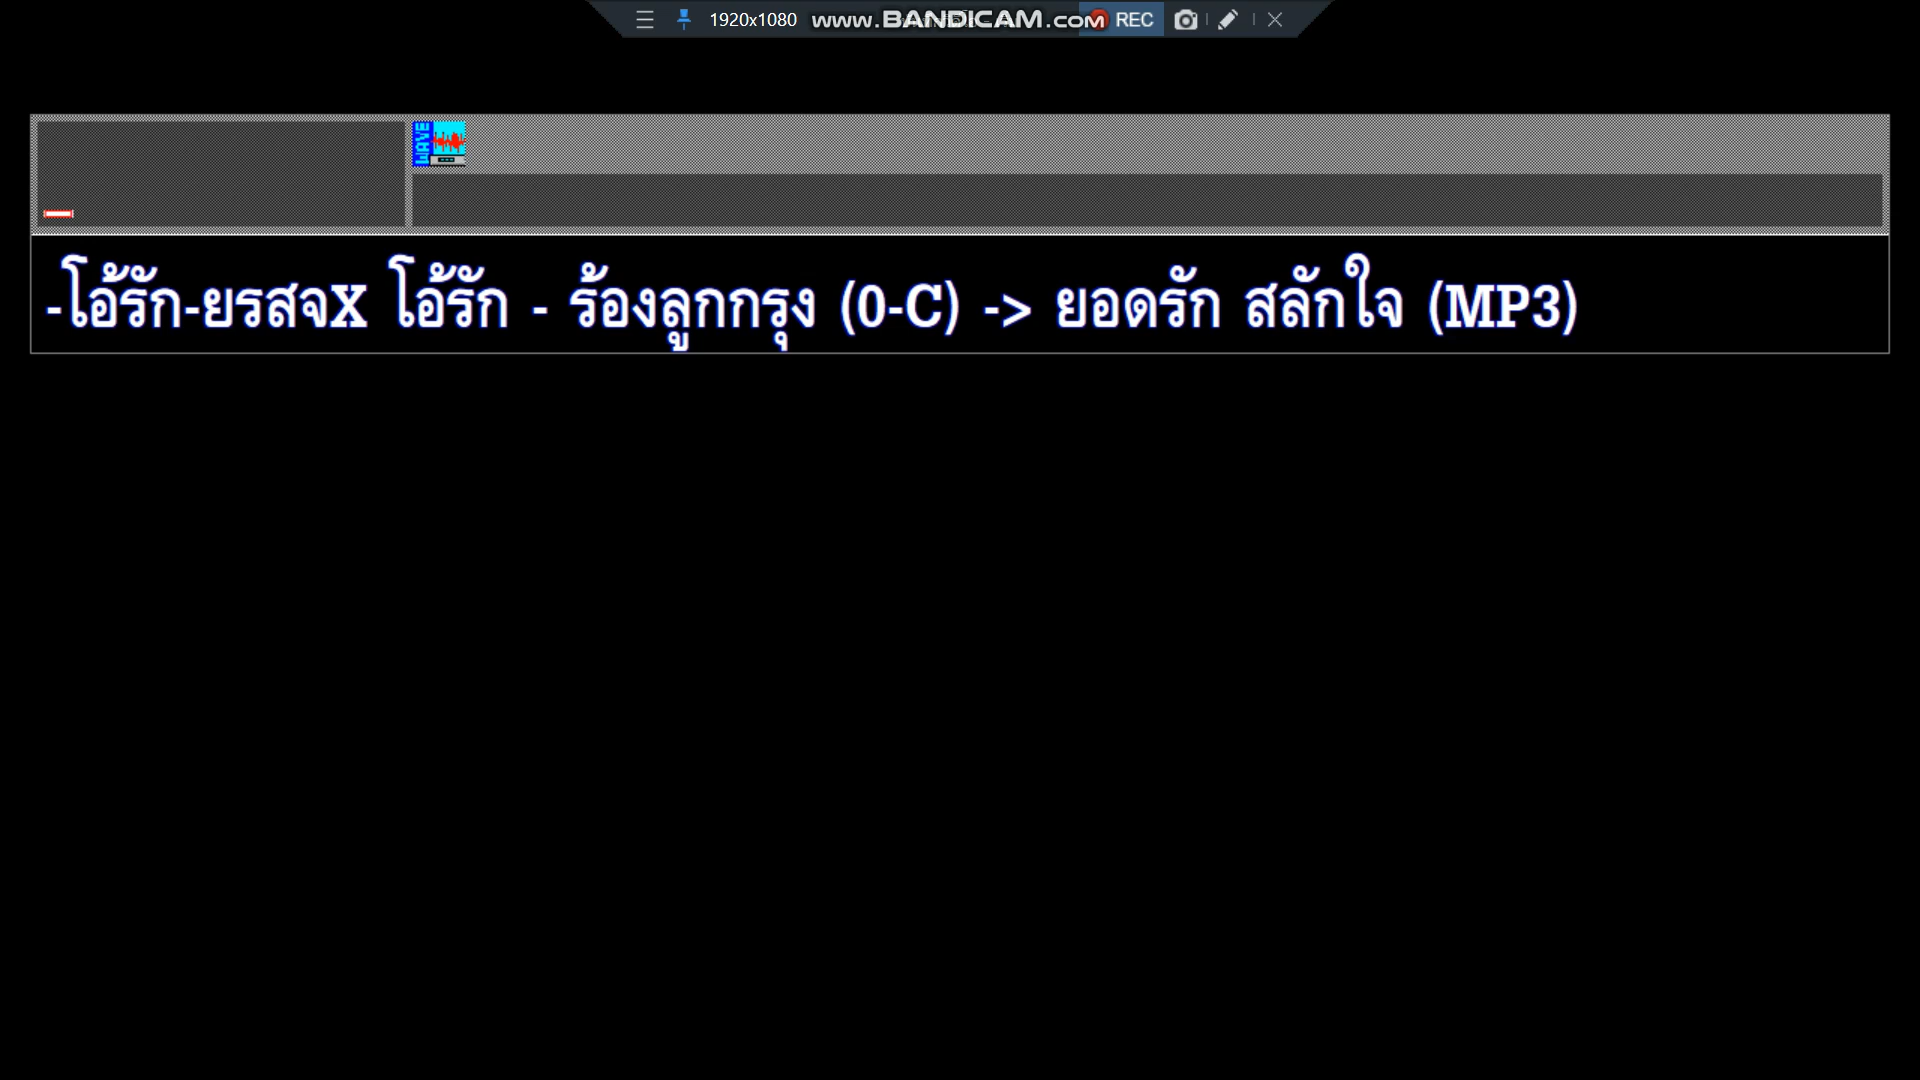 1920x1080 www.BANDICAM.com REC
WAVE
-โอ้รัก-ยรสจX โอ้รัก - ร้องลูกกรุง (0-C) -> ยอดรัก สลักใจ (MP3)